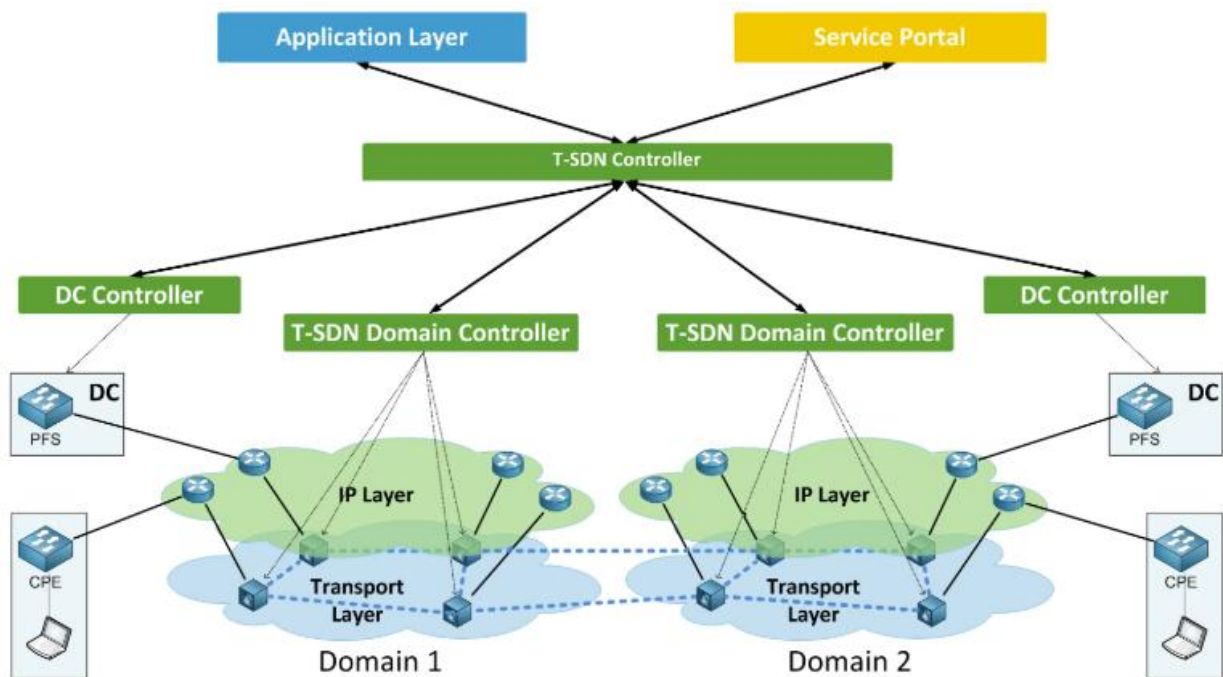 Application Layer
Service Portal
T-SDN Controller
DC Controller
DC Controller
T-SDN Domain Controller
T-SDN Domain Controller
DC
PFS
DC
PFS
IP Layer
IP Layer
CPE
CPE
Transport
Layer
Transport
Layer
Domain 1
Domain 2